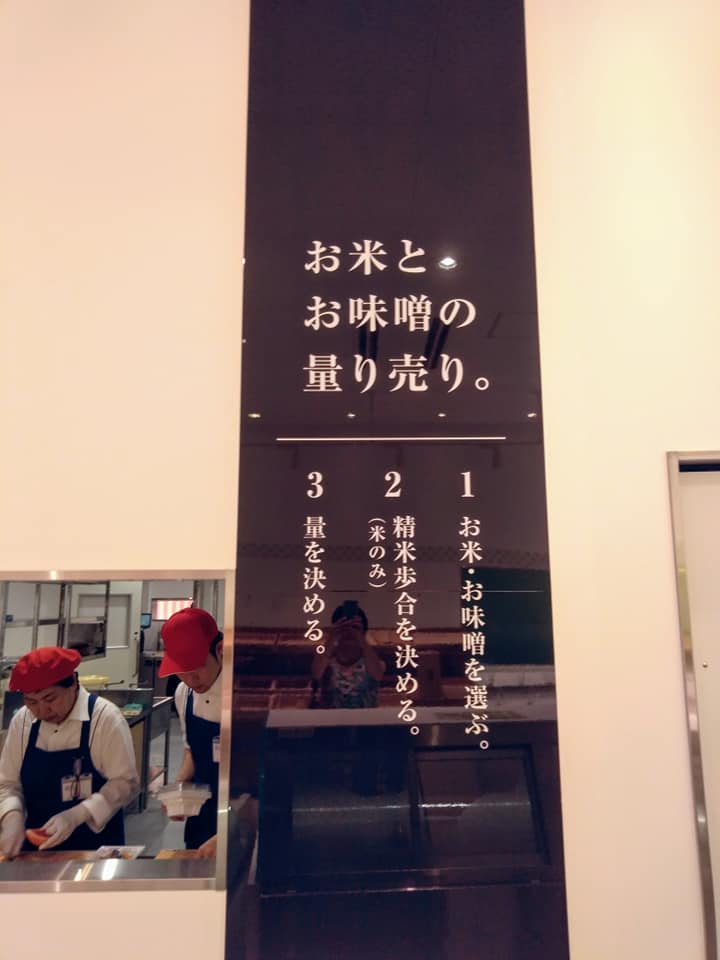 お米と
お味噌の
量り売り。
1 お米・お味噌を選ぶ。
2 精米歩合を決める。
（米のみ）
3 量を決める。